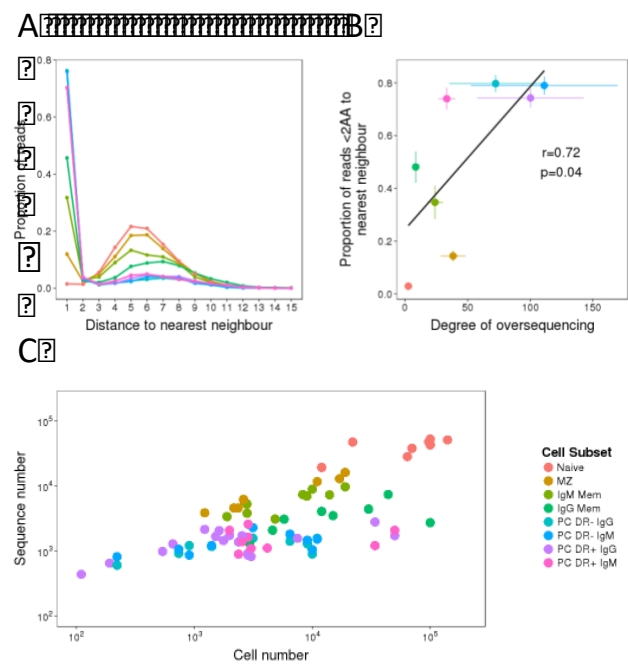 A B
0.8
Proportion of reads
0.6
0.4
0.2
0.0
1 2 3 4 5 6 7 8 9 10 11 12 13 14 15
Distance to nearest neighbour
Proportion of reads <2AA to
nearest neighbour
0.8
0.6
0.4
0.2
0.0
r=0.72
p=0.04
0 50 100 150
Degree of oversequencing
C
Sequence number
10⁵
10⁴
10³
10²
10² 10³ 10⁴ 10⁵
Cell number
Cell Subset
Naive
MZ
IgM Mem
IgG Mem
PC DR- IgG
PC DR- IgM
PC DR+ IgG
PC DR+ IgM